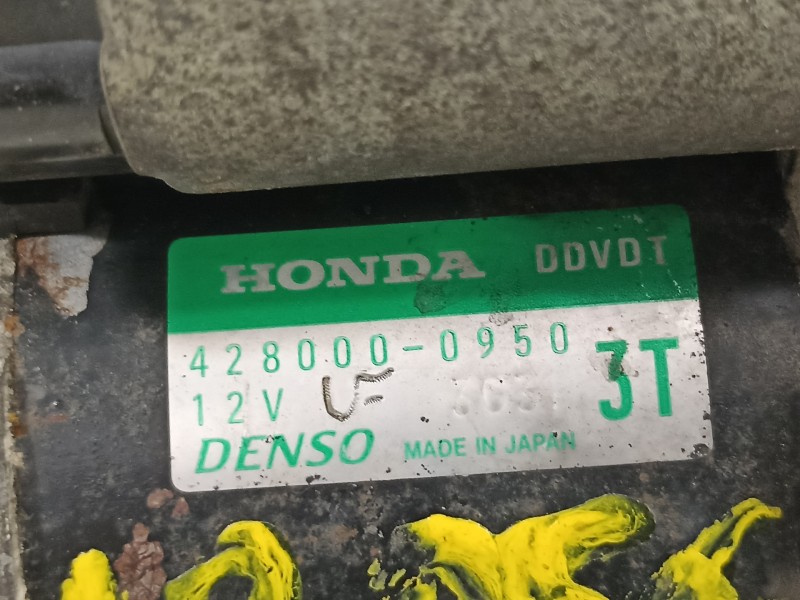 HONDA DDVDT
428000-0950
12V 3T
DENSO MADE IN JAPAN